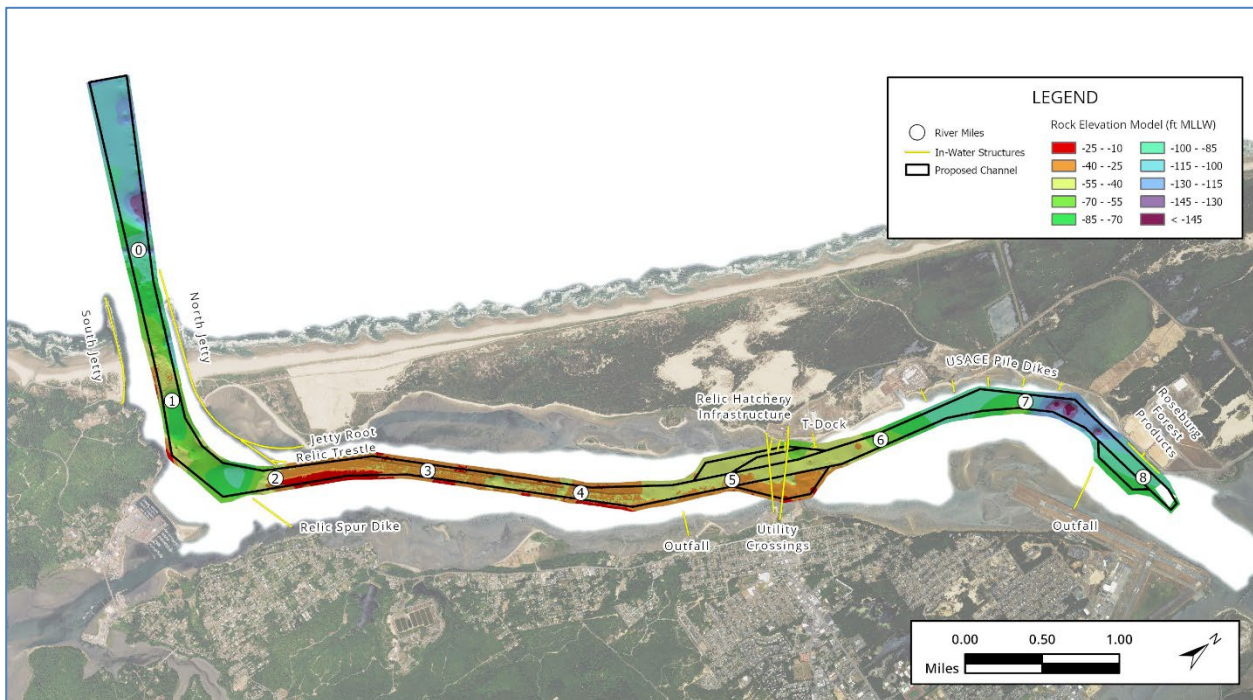 LEGEND
River Miles
In-Water Structures
Proposed Channel
Rock Elevation Model (ft MLLW)
-25 - -10
-40 - -25
-55 - -40
-70 - -55
-85 - -70
-100 - -85
-115 - -100
-130 - -115
-145 - -130
< -145
0
South Jetty
North Jetty
1
Jetty Root
Relic Trestle
2
Relic Spur Dike
3
4
Outfall
5
Relic Hatchery
Infrastructure
T-Dock
Utility
Crossings
6
USACE Pile Dikes
7
Roseburg
Forest
Products
8
Outfall
0.00 0.50 1.00
Miles
N